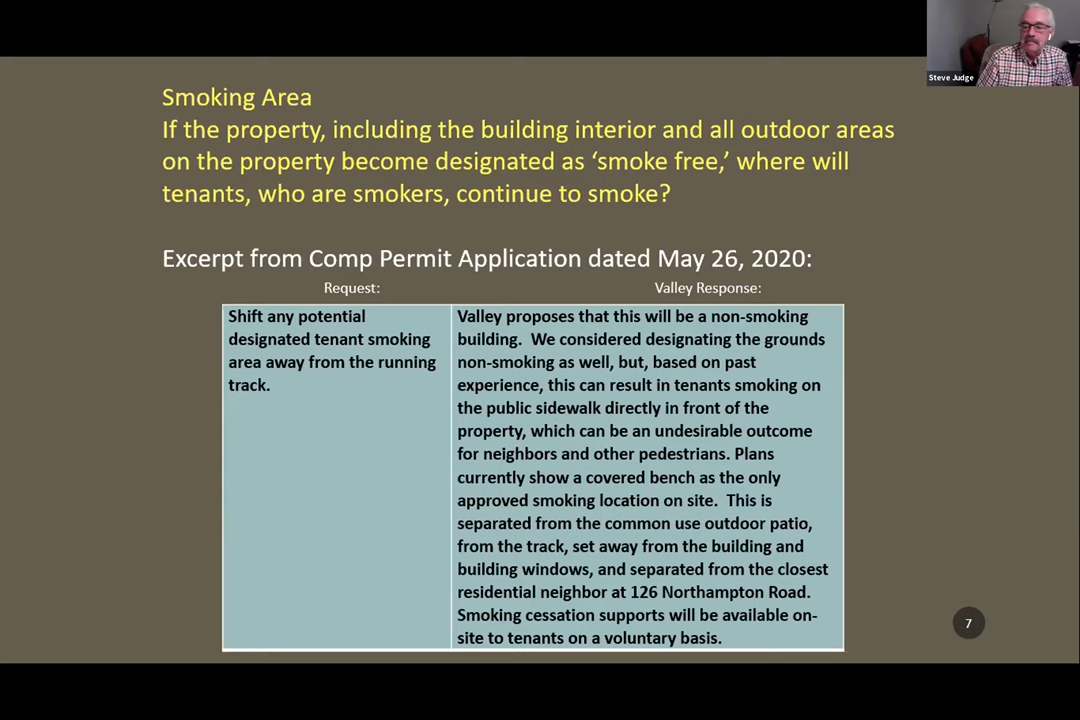 Steve Judge
Smoking Area
If the property, including the building interior and all outdoor areas
on the property become designated as ‘smoke free,’ where will
tenants, who are smokers, continue to smoke?
Excerpt from Comp Permit Application dated May 26, 2020:
Request:
Valley Response:
Shift any potential
designated tenant smoking
area away from the running
track.
Valley proposes that this will be a non-smoking
building.  We considered designating the grounds
non-smoking as well, but, based on past
experience, this can result in tenants smoking on
the public sidewalk directly in front of the
property, which can be an undesirable outcome
for neighbors and other pedestrians. Plans
currently show a covered bench as the only
approved smoking location on site.  This is
separated from the common use outdoor patio,
from the track, set away from the building and
building windows, and separated from the closest
residential neighbor at 126 Northampton Road.
Smoking cessation supports will be available on-
site to tenants on a voluntary basis.
7